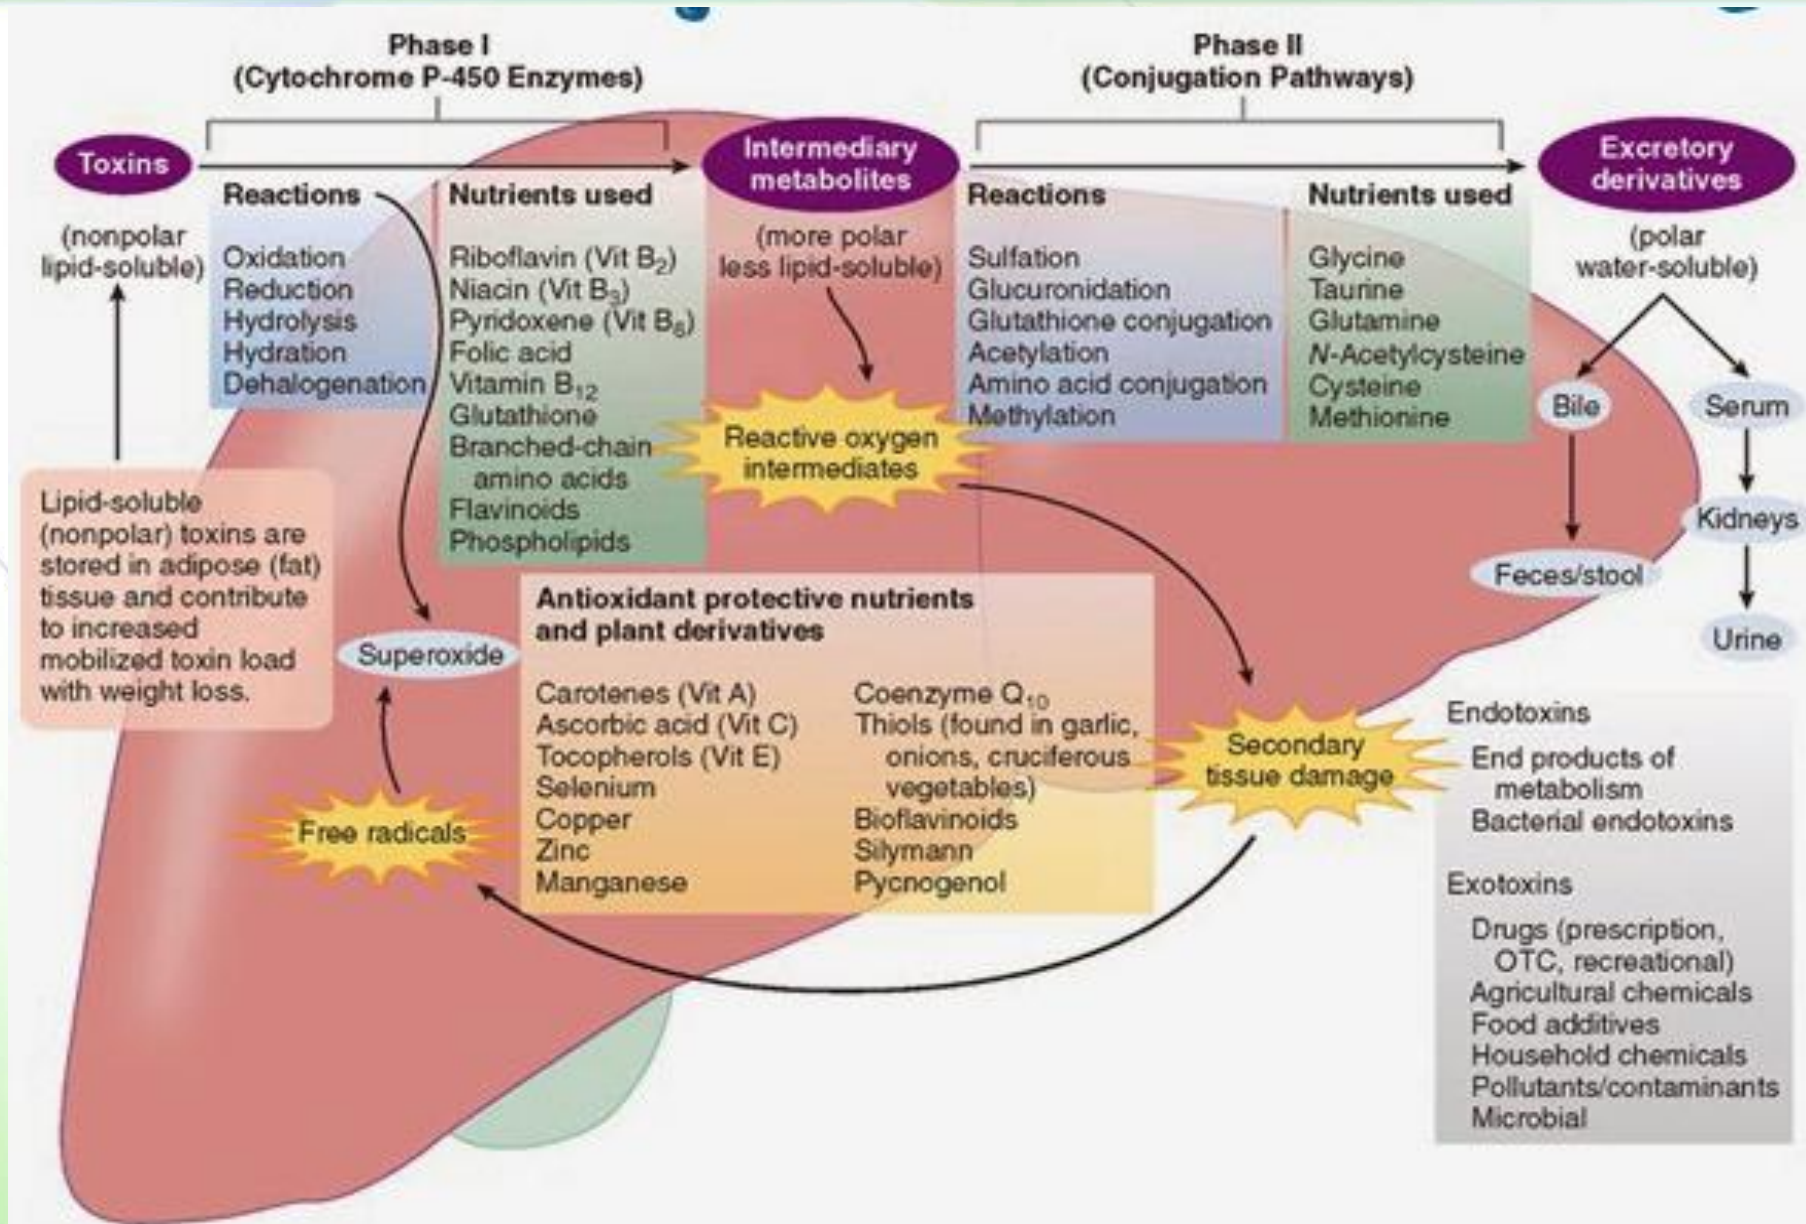 Phase I
(Cytochrome P-450 Enzymes)
Phase II
(Conjugation Pathways)
Toxins
Intermediary
metabolites
Excretory
derivatives
(nonpolar
lipid-soluble)
Reactions
Oxidation
Reduction
Hydrolysis
Hydration
Dehalogenation
Nutrients used
Riboflavin (Vit B₂)
Niacin (Vit B₃)
Pyridoxene (Vit B₆)
Folic acid
Vitamin B₁₂
Glutathione
Branched-chain
amino acids
Flavinoids
Phospholipids
(more polar
less lipid-soluble)
Reactive oxygen
intermediates
Reactions
Sulfation
Glucuronidation
Glutathione conjugation
Acetylation
Amino acid conjugation
Methylation
Nutrients used
Glycine
Taurine
Glutamine
N-Acetylcysteine
Cysteine
Methionine
(polar
water-soluble)
Bile
Serum
Kidneys
Feces/stool
Urine
Lipid-soluble
(nonpolar) toxins are
stored in adipose (fat)
tissue and contribute
to increased
mobilized toxin load
with weight loss.
Superoxide
Free radicals
Antioxidant protective nutrients
and plant derivatives
Carotenes (Vit A)
Ascorbic acid (Vit C)
Tocopherols (Vit E)
Selenium
Copper
Zinc
Manganese
Coenzyme Q₁₀
Thiols (found in garlic,
onions, cruciferous
vegetables)
Bioflavinoids
Silymann
Pycnogenol
Secondary
tissue damage
Endotoxins
End products of
metabolism
Bacterial endotoxins
Exotoxins
Drugs (prescription,
OTC, recreational)
Agricultural chemicals
Food additives
Household chemicals
Pollutants/contaminants
Microbial